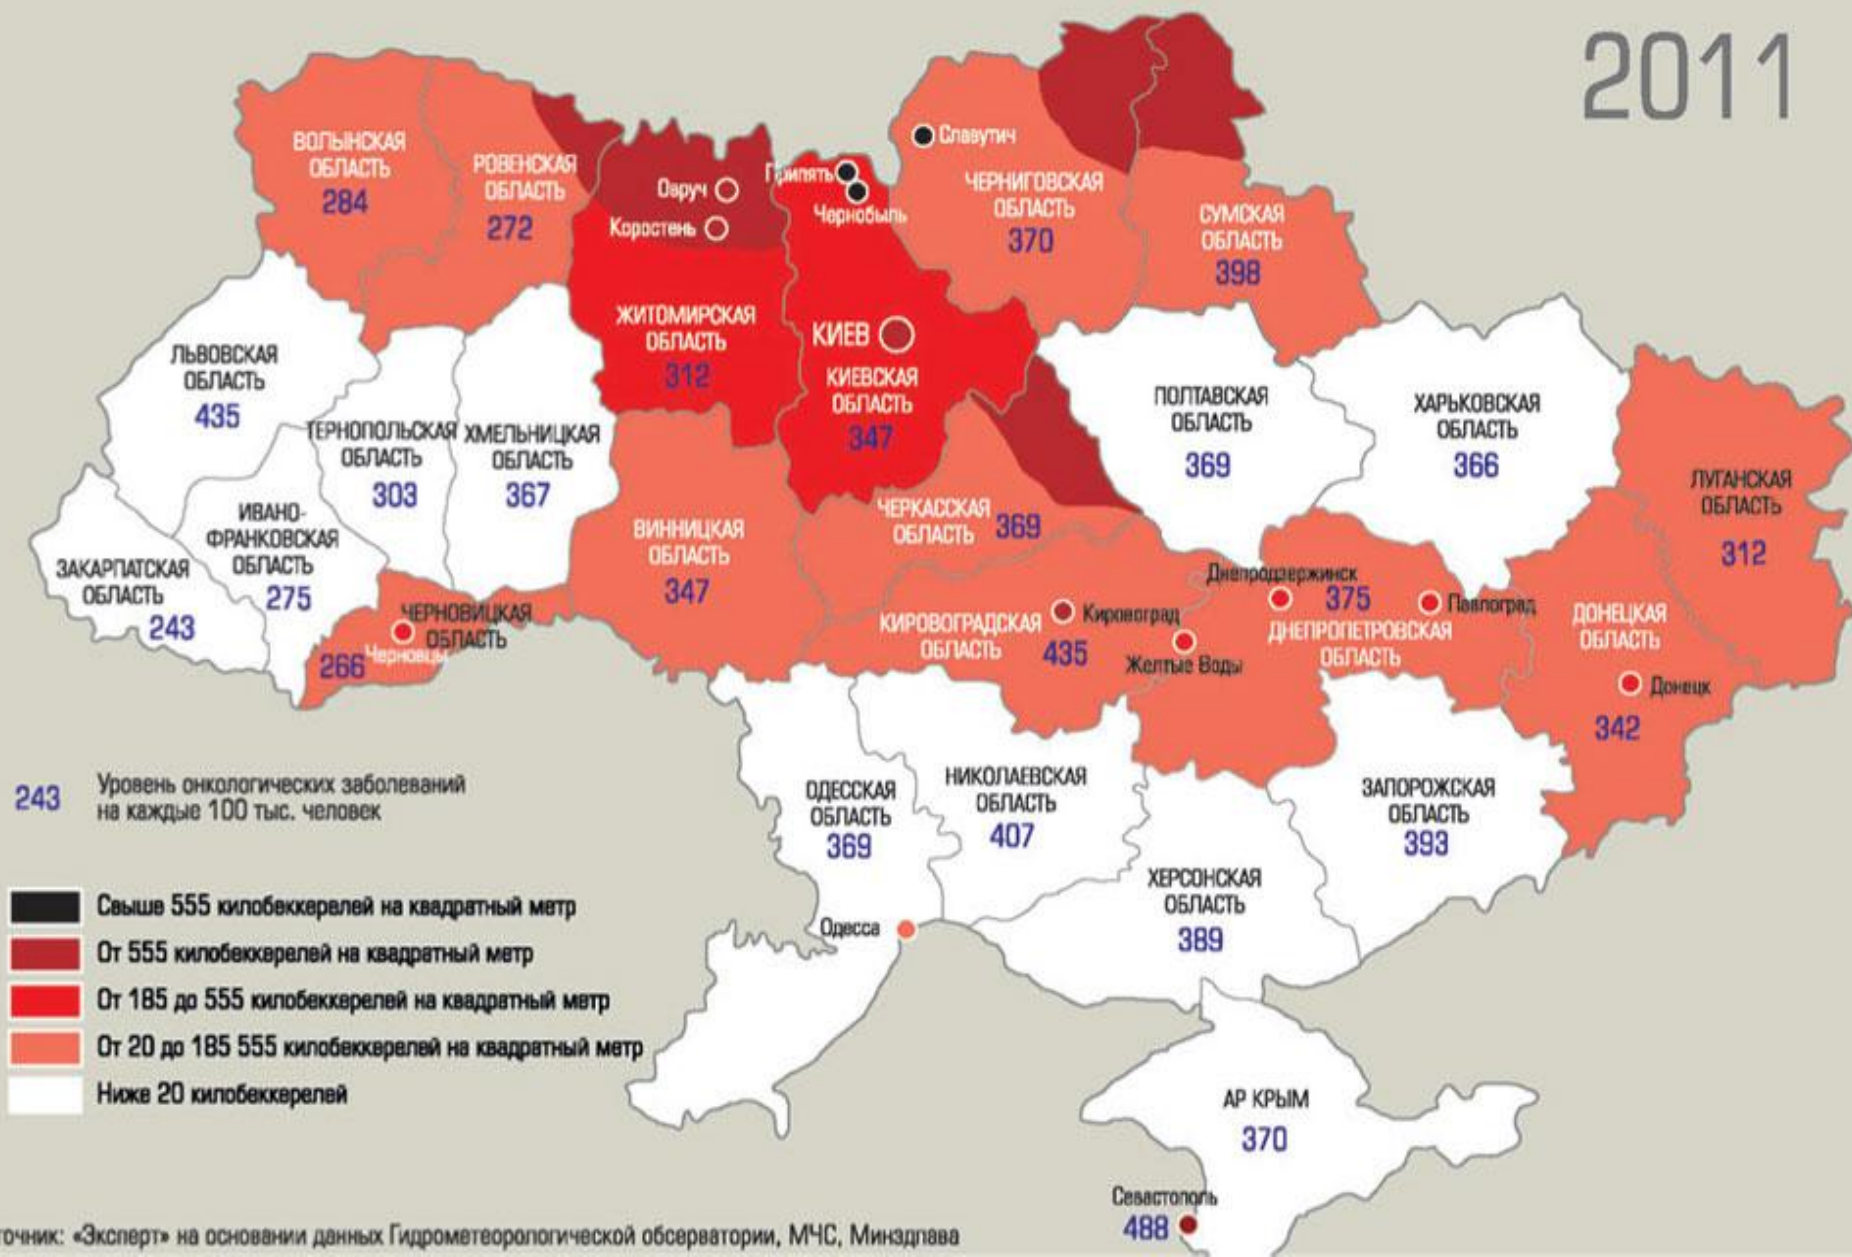 2011
ВОЛЫНСКАЯ
ОБЛАСТЬ
284
РОВЕНСКАЯ
ОБЛАСТЬ
272
Овруч
Коростень
Припять
Чернобыль
Славутич
ЧЕРНИГОВСКАЯ
ОБЛАСТЬ
370
СУМСКАЯ
ОБЛАСТЬ
398
ЖИТОМИРСКАЯ
ОБЛАСТЬ
312
КИЕВ
КИЕВСКАЯ
ОБЛАСТЬ
347
ЛЬВОВСКАЯ
ОБЛАСТЬ
435
ТЕРНОПОЛЬСКАЯ
ОБЛАСТЬ
303
ХМЕЛЬНИЦКАЯ
ОБЛАСТЬ
367
ПОЛТАВСКАЯ
ОБЛАСТЬ
369
ХАРЬКОВСКАЯ
ОБЛАСТЬ
366
ЛУГАНСКАЯ
ОБЛАСТЬ
312
ИВАНО-
ФРАНКОВСКАЯ
ОБЛАСТЬ
275
ЗАКАРПАТСКАЯ
ОБЛАСТЬ
243
ВИННИЦКАЯ
ОБЛАСТЬ
347
ЧЕРКАССКАЯ
ОБЛАСТЬ
369
ЧЕРНОВИЦКАЯ
ОБЛАСТЬ
Черновцы
266
КИРОВОГРАДСКАЯ
ОБЛАСТЬ
435
Кировоград
Желтые Воды
Днепродзержинск
375
Павлоград
ДНЕПРОПЕТРОВСКАЯ
ОБЛАСТЬ
ДОНЕЦКАЯ
ОБЛАСТЬ
Донецк
342
ОДЕССКАЯ
ОБЛАСТЬ
369
НИКОЛАЕВСКАЯ
ОБЛАСТЬ
407
ЗАПОРОЖСКАЯ
ОБЛАСТЬ
393
ХЕРСОНСКАЯ
ОБЛАСТЬ
389
Одесса
АР КРЫМ
370
Севастополь
488
243 Уровень онкологических заболеваний
на каждые 100 тыс. человек
Свыше 555 килобеккерелей на квадратный метр
От 555 килобеккерелей на квадратный метр
От 185 до 555 килобеккерелей на квадратный метр
От 20 до 185 555 килобеккерелей на квадратный метр
Ниже 20 килобеккерелей
точник: «Эксперт» на основании данных Гидрометеорологической обсерватории, МЧС, Минздрава